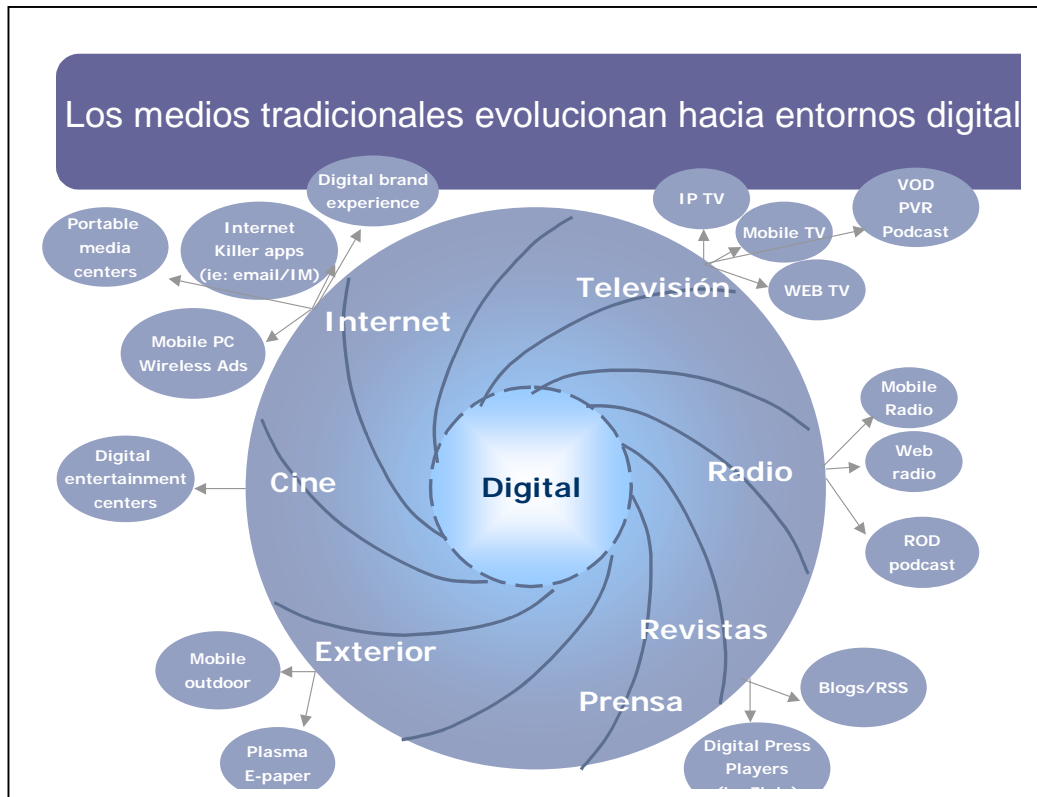 Los medios tradicionales evolucionan hacia entornos digital
Digital brand
experience
Internet
Killer apps
(ie: email/IM)
Portable
media
centers
Mobile PC
Wireless Ads
IP TV
Mobile TV
VOD
PVR
Podcast
WEB TV
Televisión
Internet
Cine
Digital
entertainment
centers
Digital
Radio
Mobile
Radio
Web
radio
ROD
podcast
Revistas
Exterior
Prensa
Mobile
outdoor
Plasma
E-paper
Blogs/RSS
Digital Press
Players